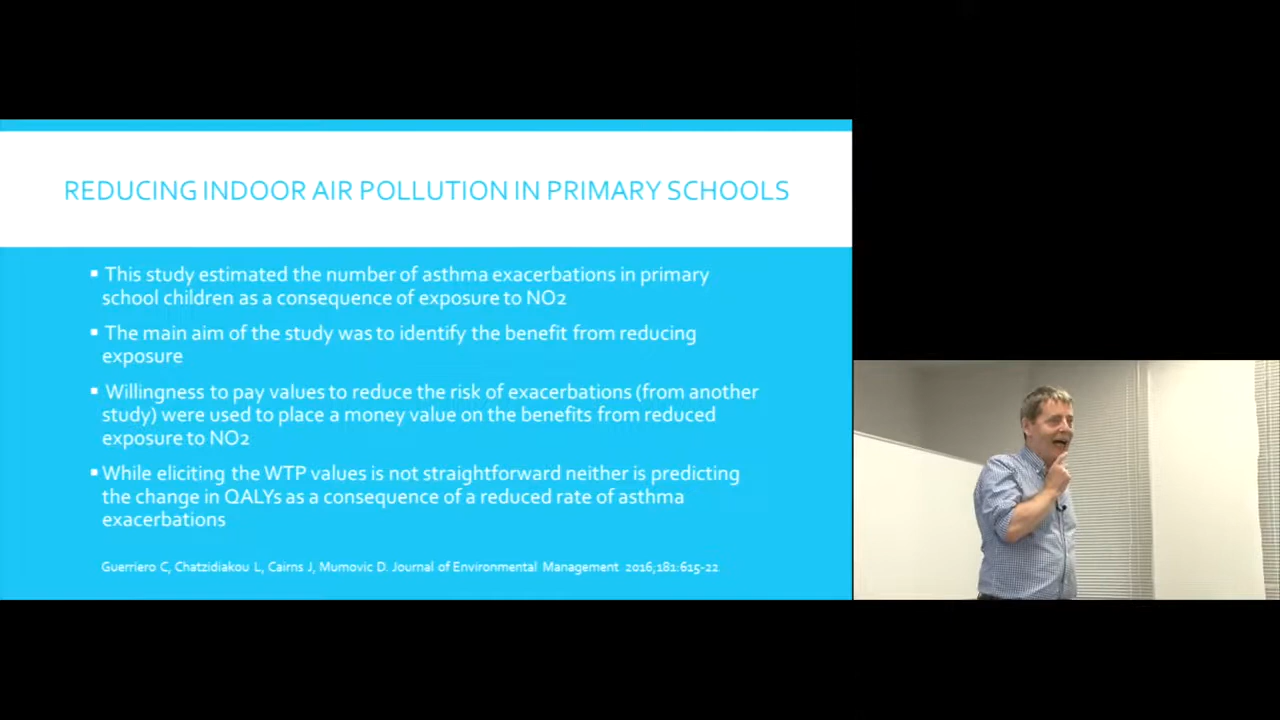 REDUCING INDOOR AIR POLLUTION IN PRIMARY SCHOOLS
▪ This study estimated the number of asthma exacerbations in primary
school children as a consequence of exposure to NO2
▪ The main aim of the study was to identify the benefit from reducing
exposure
▪ Willingness to pay values to reduce the risk of exacerbations (from another
study) were used to place a money value on the benefits from reduced
exposure to NO2
▪ While eliciting the WTP values is not straightforward neither is predicting
the change in QALYs as a consequence of a reduced rate of asthma
exacerbations
Guerriero C, Chatzidiakou L, Cairns J, Mumovic D. Journal of Environmental Management 2016;181:615-22